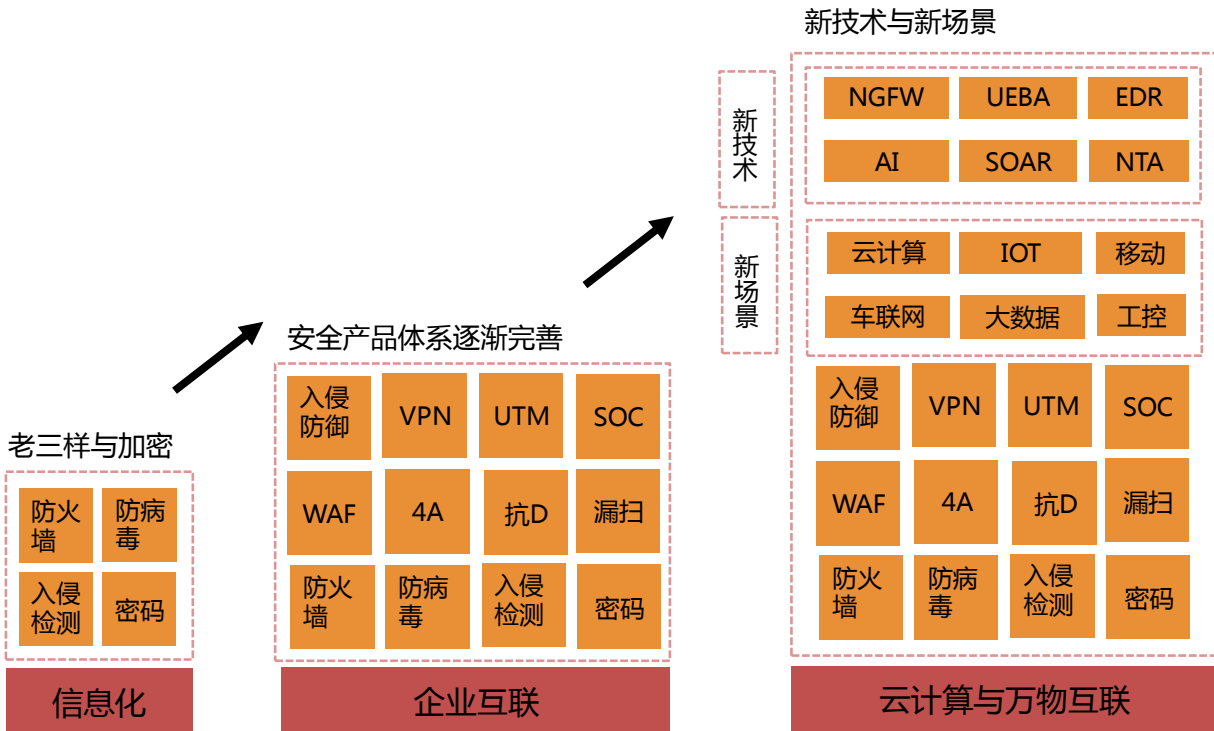 老三样与加密
防火
墙
防病
毒
入侵
检测
密码
信息化
安全产品体系逐渐完善
入侵
防御
VPN
UTM
SOC
WAF
4A
抗D
漏扫
防火
墙
防病
毒
入侵
检测
密码
企业互联
新技术与新场景
新
技
术
NGFW
UEBA
EDR
AI
SOAR
NTA
新
场
景
云计算
IOT
移动
车联网
大数据
工控
入侵
防御
VPN
UTM
SOC
WAF
4A
抗D
漏扫
防火
墙
防病
毒
入侵
检测
密码
云计算与万物互联